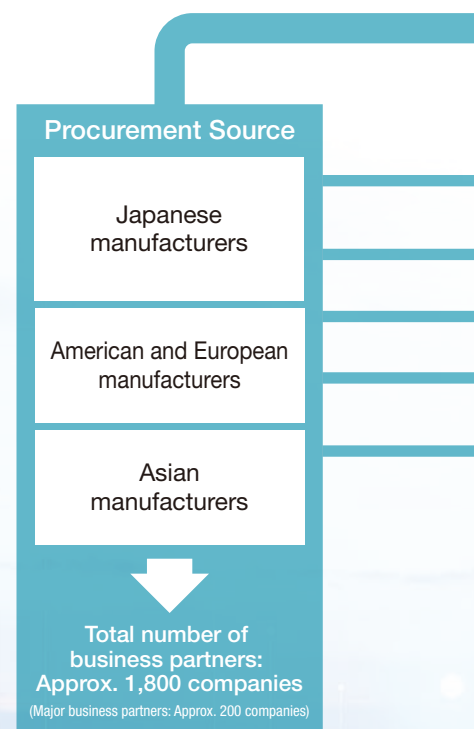 Procurement Source
Japanese
manufacturers
American and European
manufacturers
Asian
manufacturers
Total number of
business partners:
Approx. 1,800 companies
(Major business partners: Approx. 200 companies)